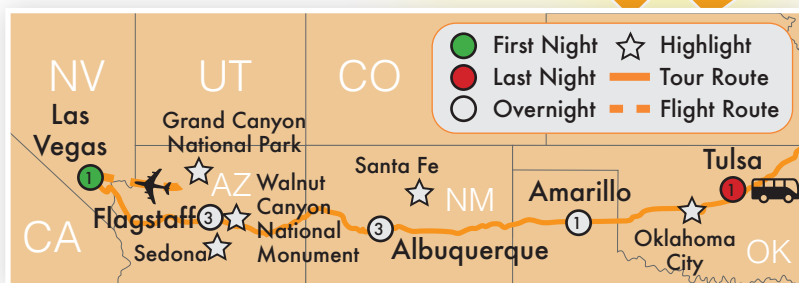 First Night
Highlight
Last Night
Tour Route
Overnight
Flight Route
NV
UT
CO
Las
Vegas
1
Grand Canyon
National Park
AZ
Walnut
Canyon
National
Monument
Flagstaff
3
Sedona
CA
Santa Fe
NM
3
Albuquerque
Amarillo
1
Tulsa
1
Oklahoma
City
OK